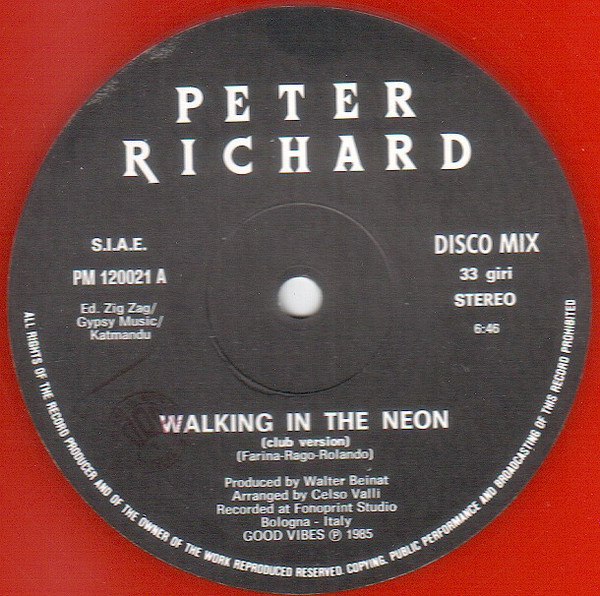 PETER
RICHARD
S.I.A.E.
PM 120021 A
Ed. Zig Zag/
Gypsy Music/
Katmandu
DISCO MIX
33 giri
STEREO
6:46
WALKING IN THE NEON
(club version)
(Farina-Rago-Rolando)
Produced by Walter Beinat
Arranged by Celso Valli
Recorded at Fonoprint Studio
Bologna - Italy
GOOD VIBES ℗ 1985
ALL RIGHTS OF THE RECORD PRODUCER AND OF THE OWNER OF THE WORK REPRODUCED RESERVED. COPYING, PUBLIC PERFORMANCE AND BROADCASTING OF THIS RECORD PROHIBITED